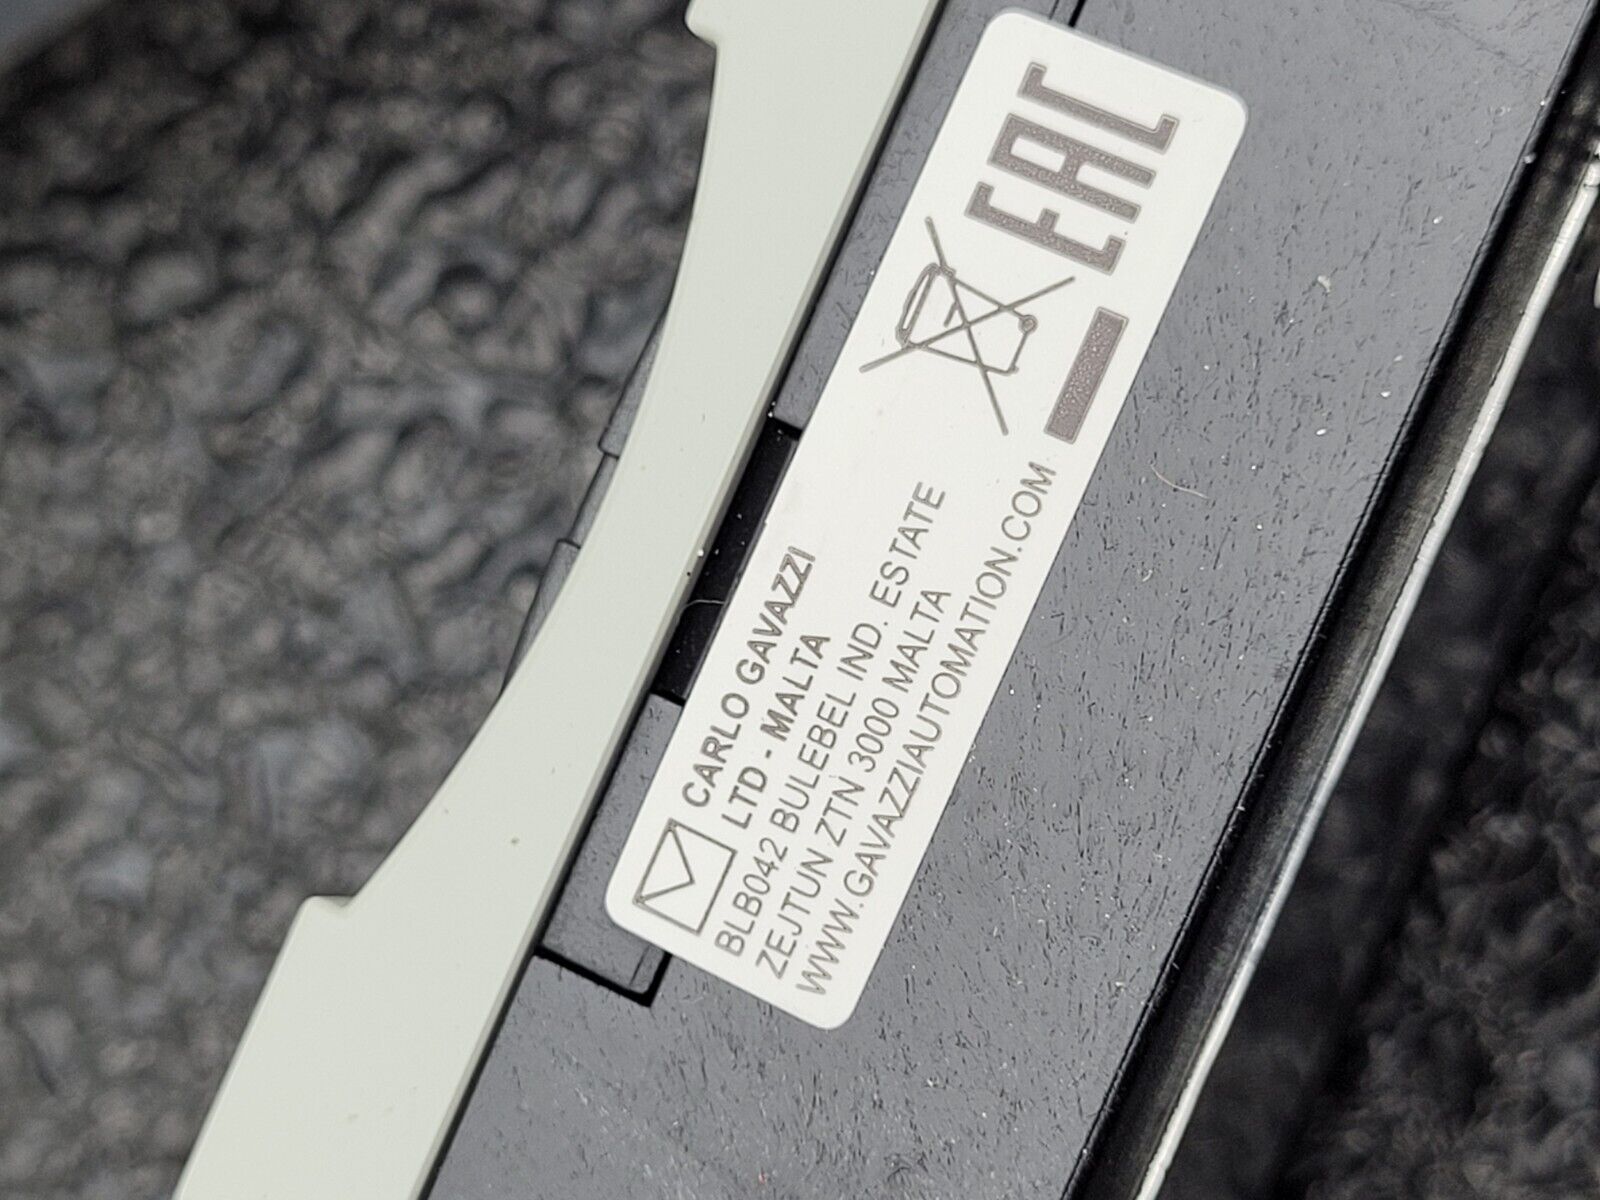 CARLO GAVAZZI
LTD - MALTA
BLB042 BULEBEL IND. ESTATE
ZEJTUN ZTN 3000 MALTA
WWW.GAVAZZIAUTOMATION.COM
EAC